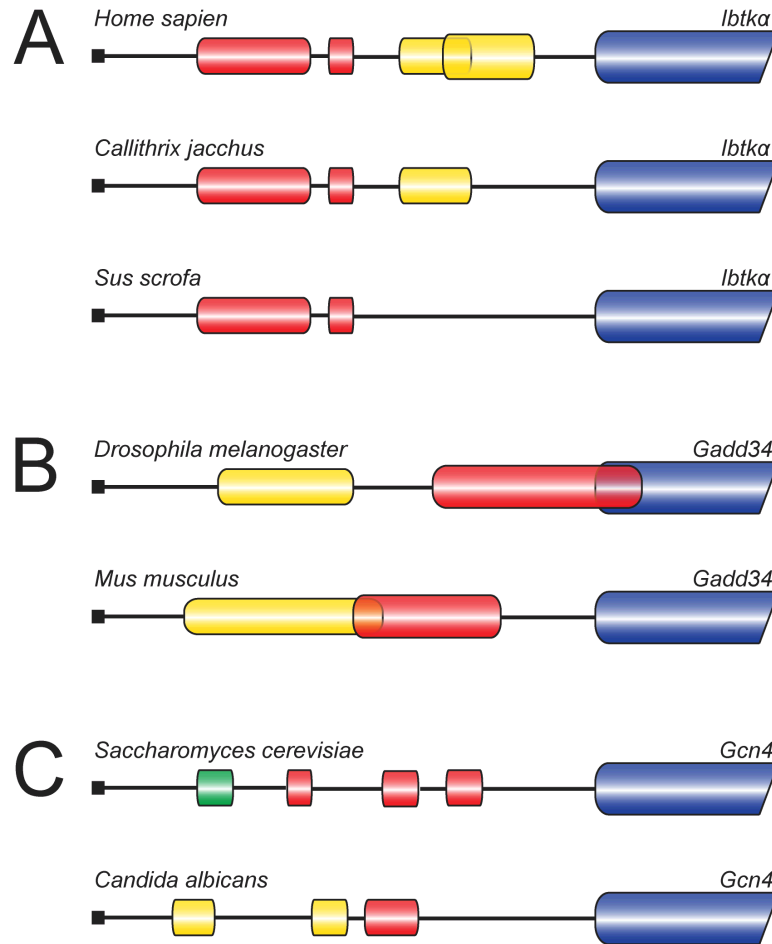 A
Home sapien Ibtkα
Callithrix jacchus Ibtkα
Sus scrofa Ibtkα
B
Drosophila melanogaster Gadd34
Mus musculus Gadd34
C
Saccharomyces cerevisiae Gcn4
Candida albicans Gcn4